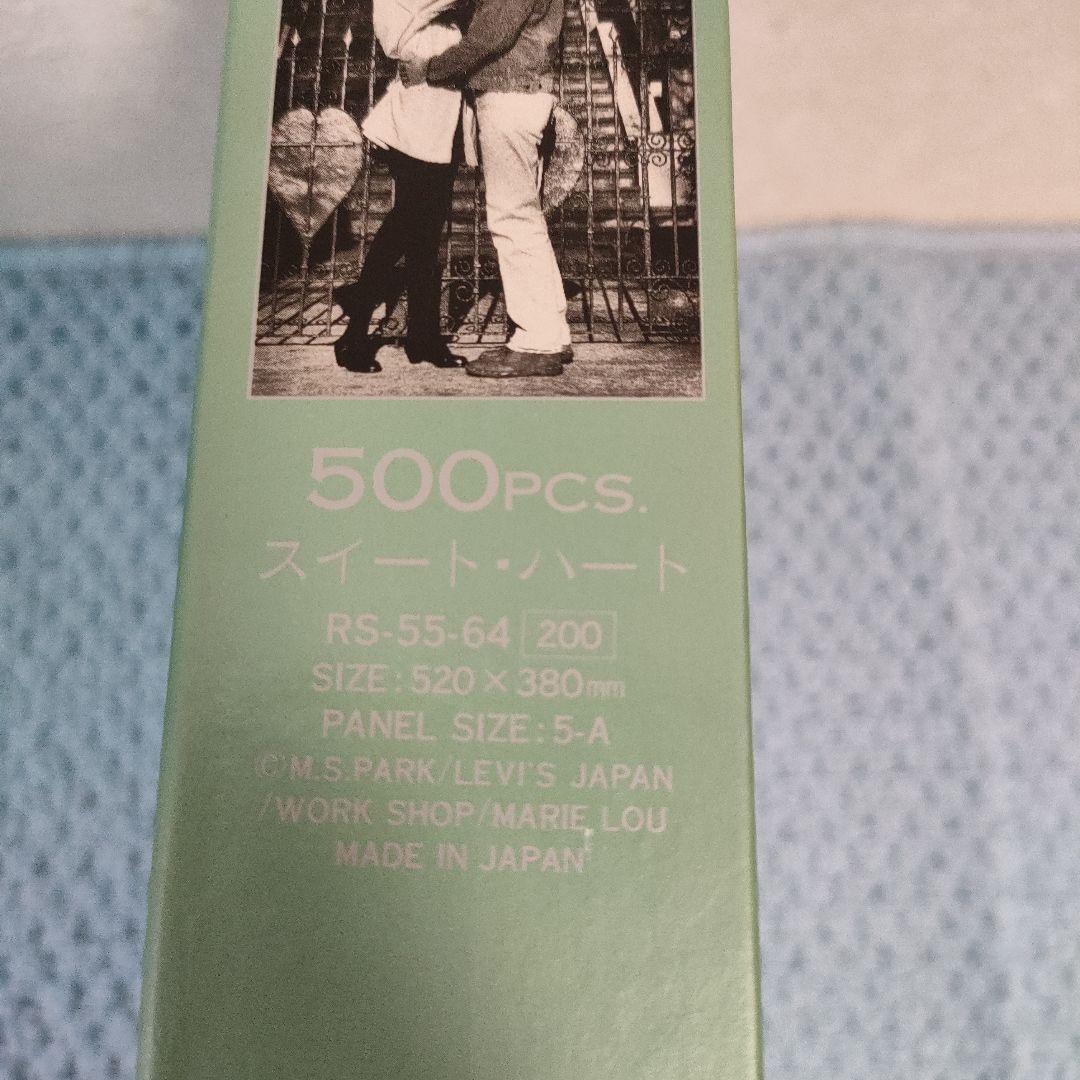 500PCS.
スイート・ハート
RS-55-64 200
SIZE:520×380mm
PANEL SIZE:5-A
©M.S.PARK/LEVI'S JAPAN
/WORK SHOP/MARIE LOU
MADE IN JAPAN